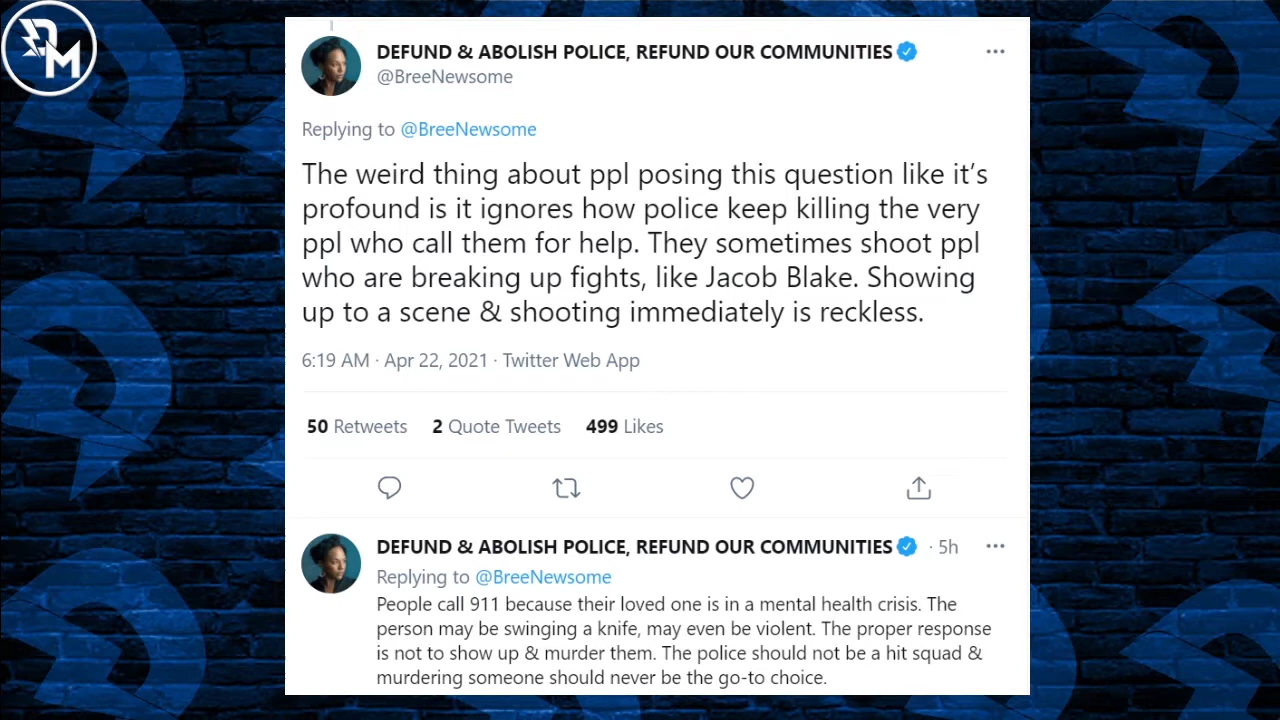 DM
DEFUND & ABOLISH POLICE, REFUND OUR COMMUNITIES
@BreeNewsome
Replying to @BreeNewsome
The weird thing about ppl posing this question like it’s
profound is it ignores how police keep killing the very
ppl who call them for help. They sometimes shoot ppl
who are breaking up fights, like Jacob Blake. Showing
up to a scene & shooting immediately is reckless.
6:19 AM · Apr 22, 2021 · Twitter Web App
50 Retweets 2 Quote Tweets 499 Likes
DEFUND & ABOLISH POLICE, REFUND OUR COMMUNITIES · 5h
Replying to @BreeNewsome
People call 911 because their loved one is in a mental health crisis. The
person may be swinging a knife, may even be violent. The proper response
is not to show up & murder them. The police should not be a hit squad &
murdering someone should never be the go-to choice.